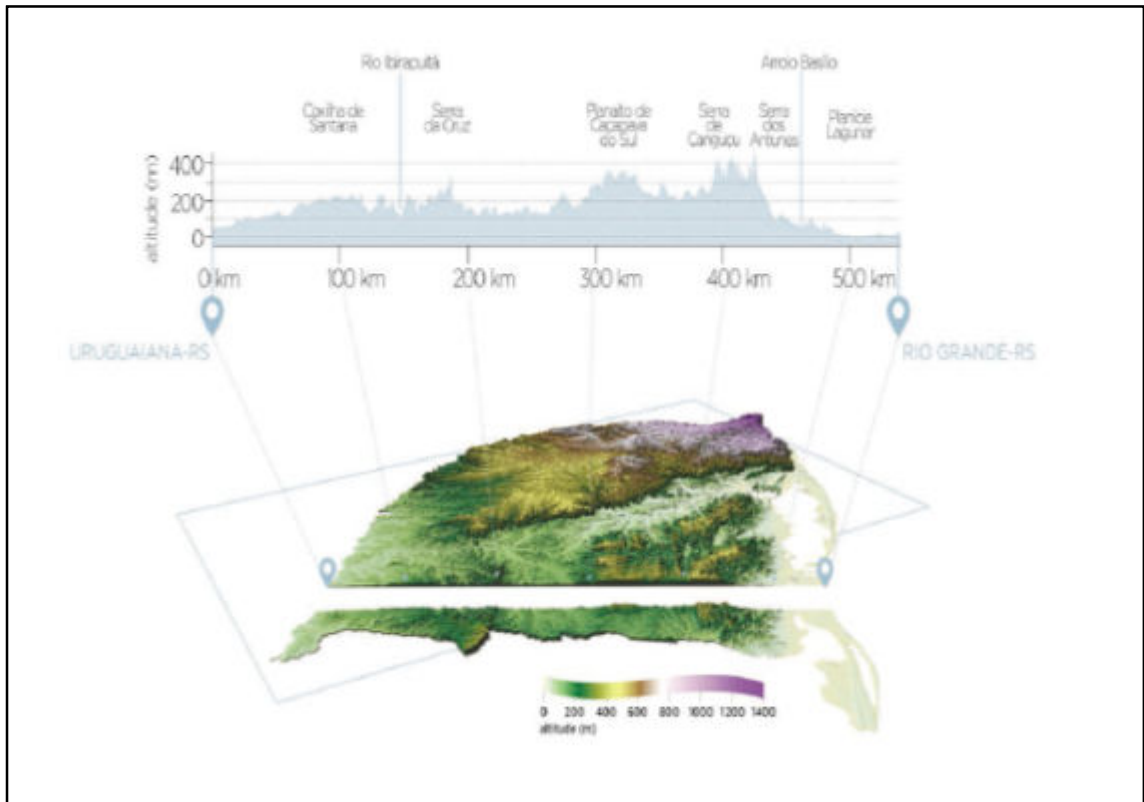 Rio Ibirapuitã
Arroio Basílio
Coxilha de
Santana
Serra
da Cruz
Planalto de
Caçapava
do Sul
Serra
de
Canguçu
Serra
dos
Antunes
Planície
Lagunar
altitude (m)
400
200
0
0 km
100 km
200 km
300 km
400 km
500 km
URUGUAIANA-RS
RIO GRANDE-RS
0 200 400 600 800 1000 1200 1400
altitude (m)